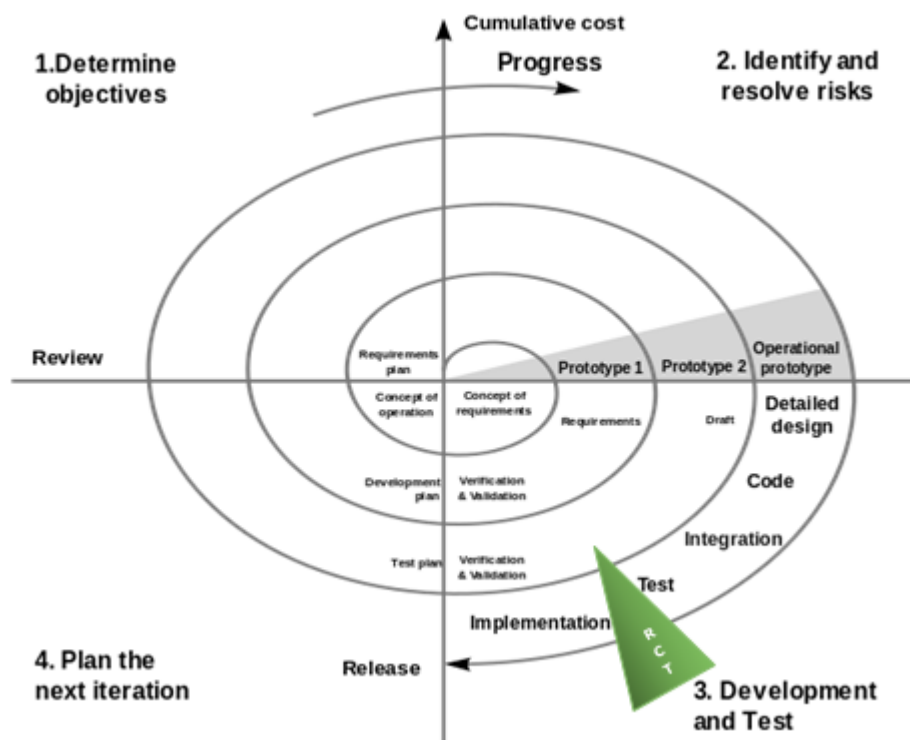 Cumulative cost
Progress
1.Determine
objectives
2. Identify and
resolve risks
Review
Requirements
plan
Prototype 1
Prototype 2
Operational
prototype
Concept of
operation
Concept of
requirements
Requirements
Draft
Detailed
design
Development
plan
Verification
& Validation
Code
Integration
Test plan
Verification
& Validation
Test
Implementation
R
C
T
Release
4. Plan the
next iteration
3. Development
and Test